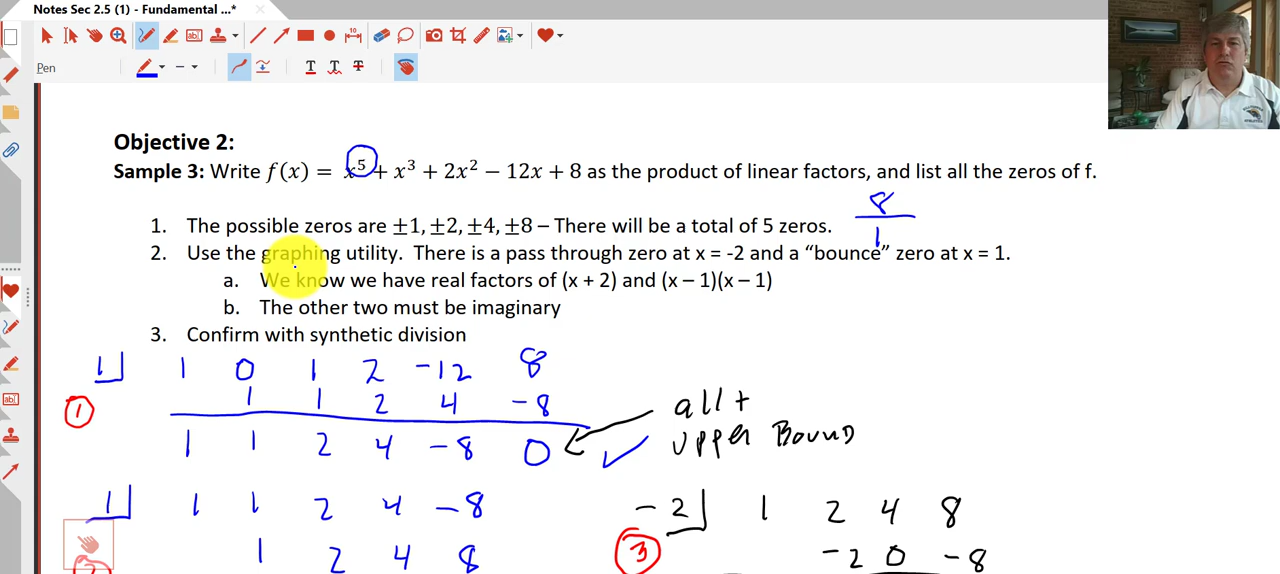 Notes Sec 2.5 (1) - Fundamental ...*
Pen
Objective 2:
Sample 3: Write f(x) = x⁵ + x³ + 2x² − 12x + 8 as the product of linear factors, and list all the zeros of f.
8
1
1. The possible zeros are ±1, ±2, ±4, ±8 – There will be a total of 5 zeros.
2. Use the graphing utility. There is a pass through zero at x = -2 and a “bounce” zero at x = 1.
a. We know we have real factors of (x + 2) and (x – 1)(x – 1)
b. The other two must be imaginary
3. Confirm with synthetic division
1 1 0 1 2 -12 8
1 1 1 2 4 -8
1 1 2 4 -8 0
all +
Upper Bound
1 1 1 2 4 -8
1 2 4 8
-2 1 2 4 8
3 -2 0 -8